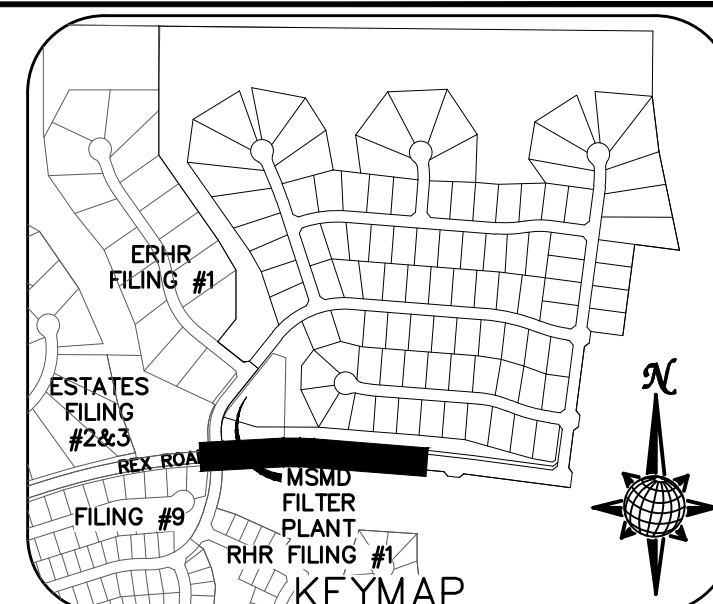 ERHR
FILING #1
ESTATES
FILING
#2&3
REX ROA
FILING #9
MSMD
FILTER
PLANT
RHR FILING #1
N
KEYMAP